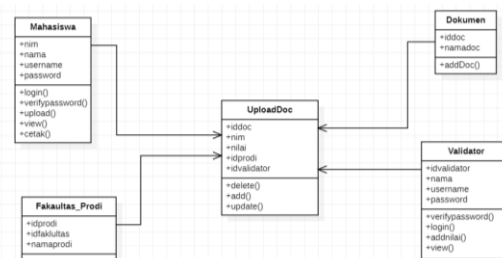 Mahasiswa
+nim
+nama
+username
+password
+login()
+verifypassword()
+upload()
+view()
+cetak()
Dokumen
+iddoc
+namadoc
+addDoc()
UploadDoc
+iddoc
+nim
+nilai
+idprodi
+idvalidator
+delete()
+add()
+update()
Validator
+idvalidator
+nama
+username
+password
+verifypassword()
+login()
+addnilai()
+view()
Fakaultas_Prodi
+idprodi
+idfaklultas
+namaprodi